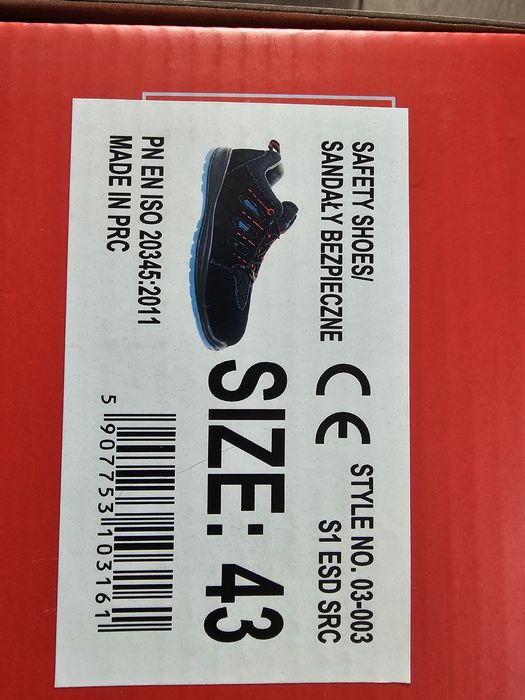 SAFETY SHOES/
SANDAŁY BEZPIECZNE
CE
STYLE NO. 03-003
S1 ESD SRC
SIZE: 43
PN EN ISO 20345:2011
MADE IN PRC
5 907753 103161